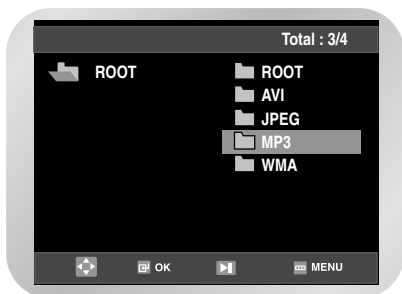 Total : 3/4
ROOT
ROOT
AVI
JPEG
MP3
WMA
OK
MENU